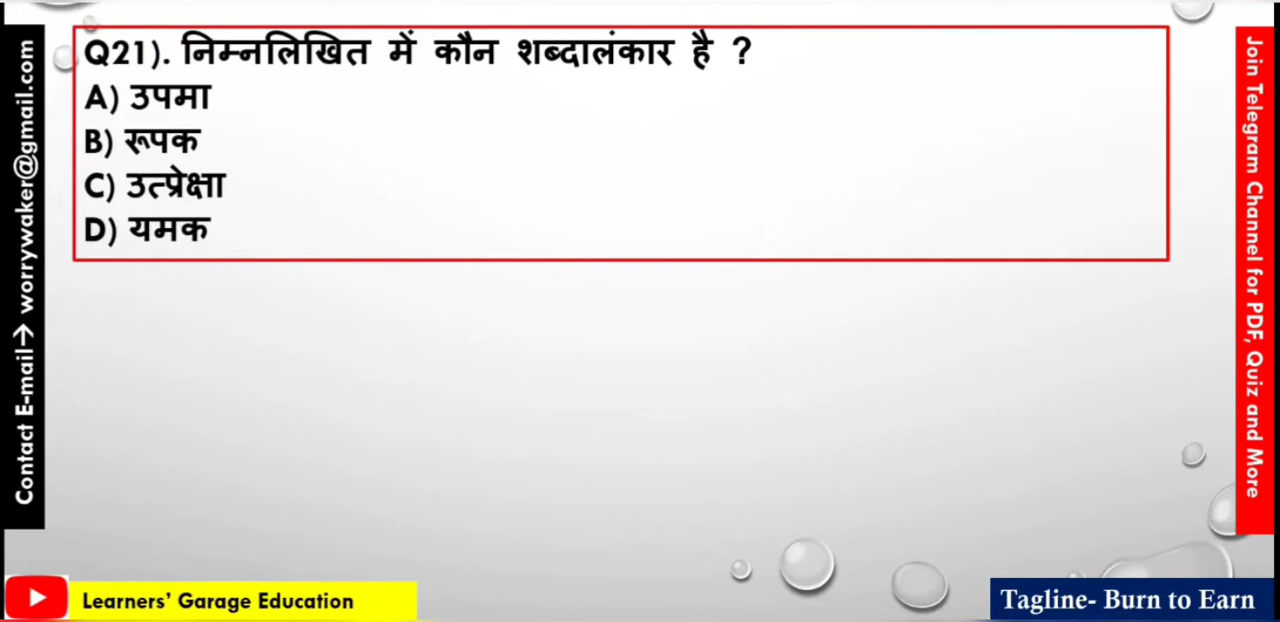 Q21). निम्नलिखित में कौन शब्दालंकार है ?
A) उपमा
B) रूपक
C) उत्प्रेक्षा
D) यमक
Contact E-mail→ worrywaker@gmail.com
Join Telegram Channel for PDF, Quiz and More
Learners’ Garage Education
Tagline- Burn to Earn